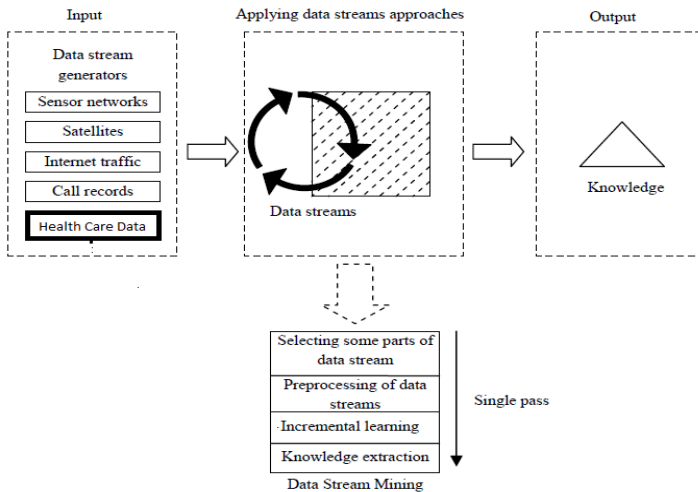 Input
Applying data streams approaches
Output
Data stream
generators
Sensor networks
Satellites
Internet traffic
Call records
Health Care Data
Data streams
Knowledge
Selecting some parts of
data stream
Preprocessing of data
streams
Incremental learning
Knowledge extraction
Single pass
Data Stream Mining